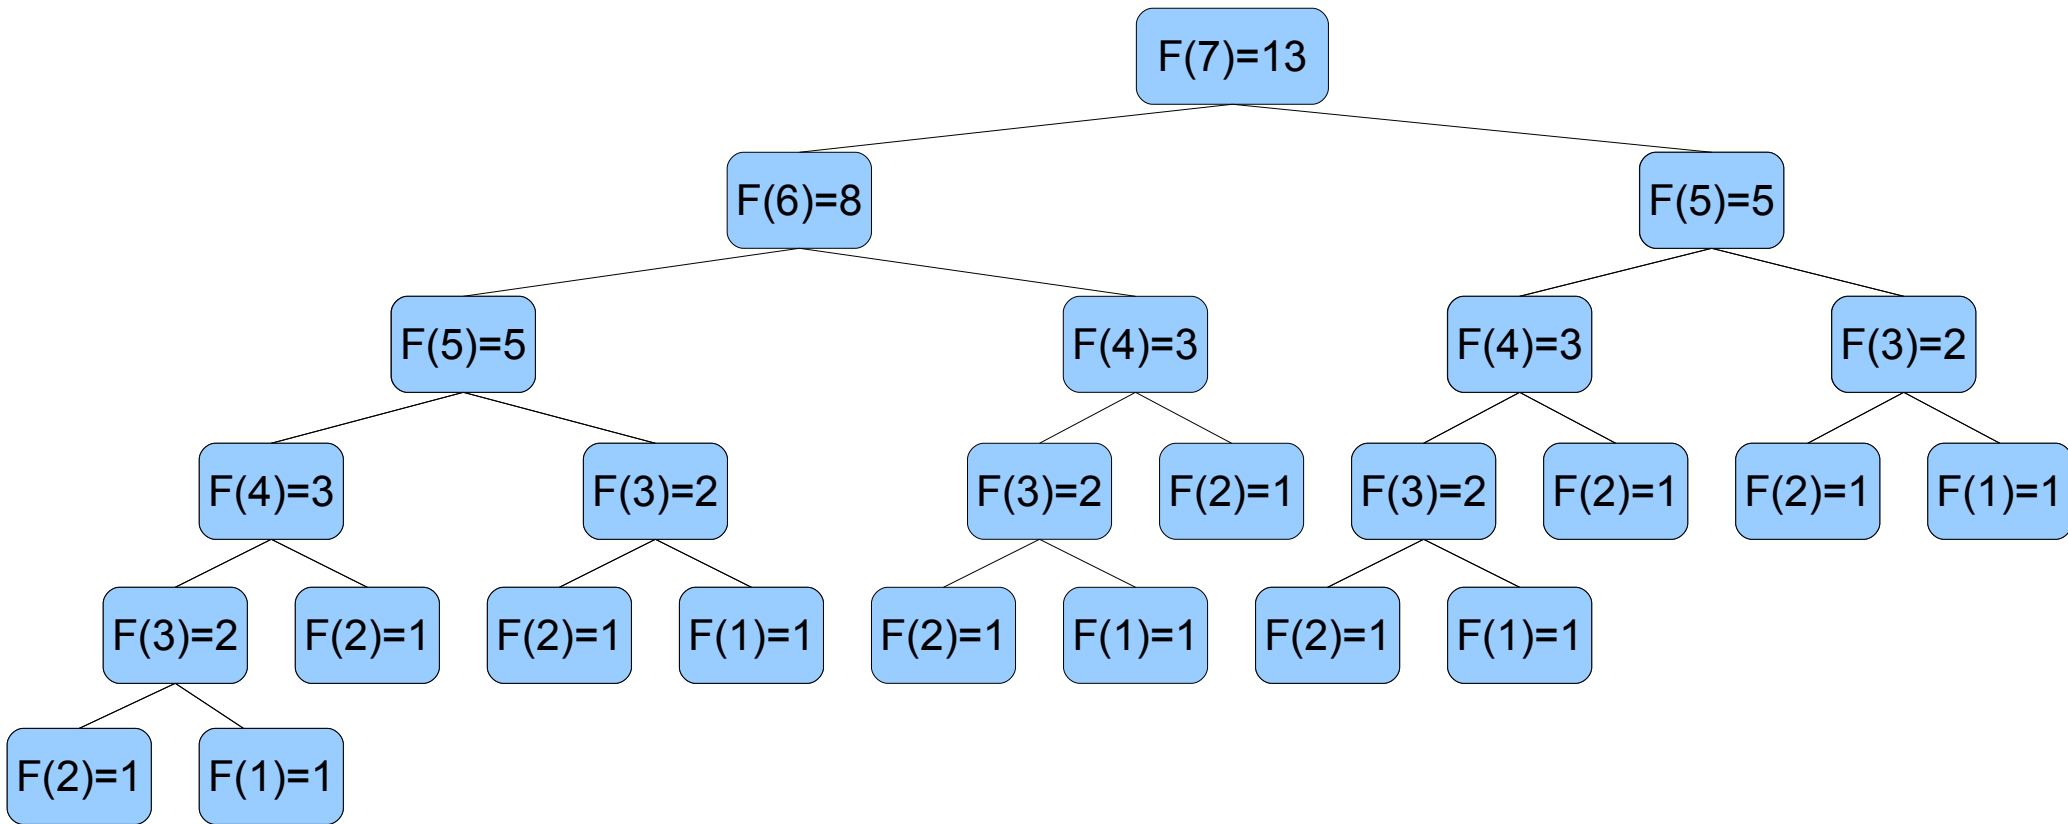 F(7)=13
F(6)=8
F(5)=5
F(5)=5
F(4)=3
F(4)=3
F(3)=2
F(4)=3
F(3)=2
F(3)=2
F(2)=1
F(3)=2
F(2)=1
F(2)=1
F(1)=1
F(3)=2
F(2)=1
F(2)=1
F(1)=1
F(2)=1
F(1)=1
F(2)=1
F(1)=1
F(2)=1
F(1)=1